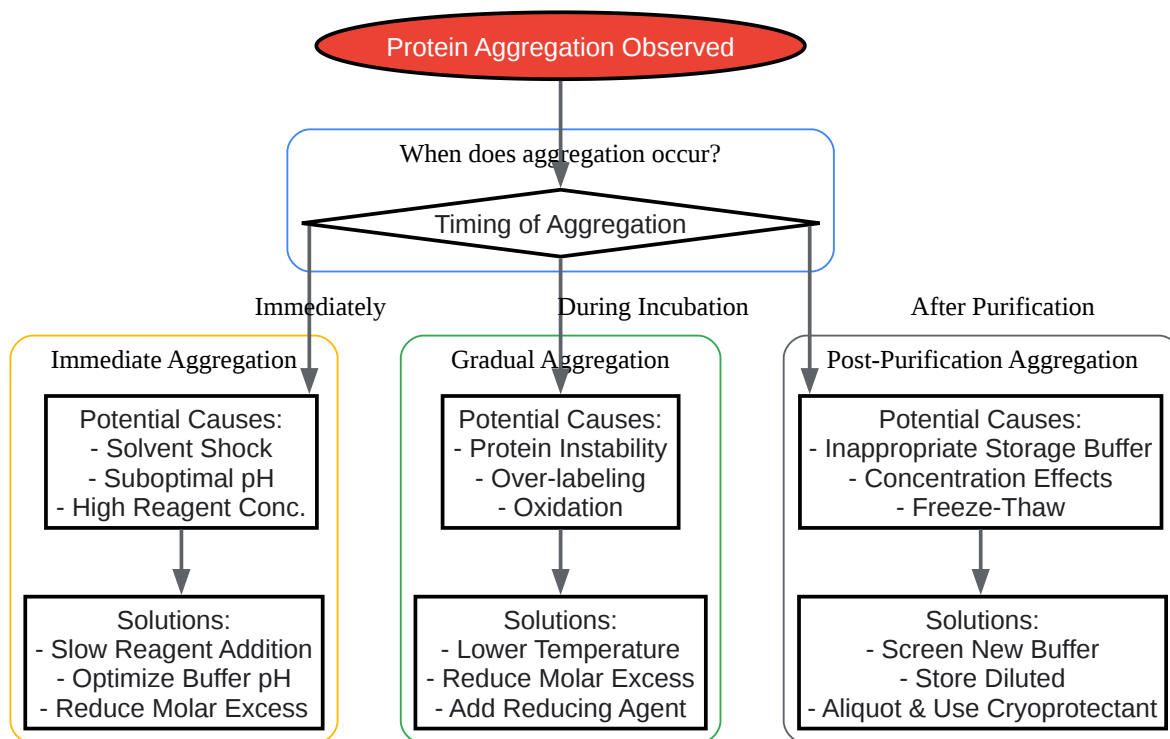 Protein Aggregation Observed
When does aggregation occur?
Timing of Aggregation
Immediately
During Incubation
After Purification
Immediate Aggregation
Potential Causes:
- Solvent Shock
- Suboptimal pH
- High Reagent Conc.
Solutions:
- Slow Reagent Addition
- Optimize Buffer pH
- Reduce Molar Excess
Gradual Aggregation
Potential Causes:
- Protein Instability
- Over-labeling
- Oxidation
Solutions:
- Lower Temperature
- Reduce Molar Excess
- Add Reducing Agent
Post-Purification Aggregation
Potential Causes:
- Inappropriate Storage Buffer
- Concentration Effects
- Freeze-Thaw
Solutions:
- Screen New Buffer
- Store Diluted
- Aliquot & Use Cryoprotectant